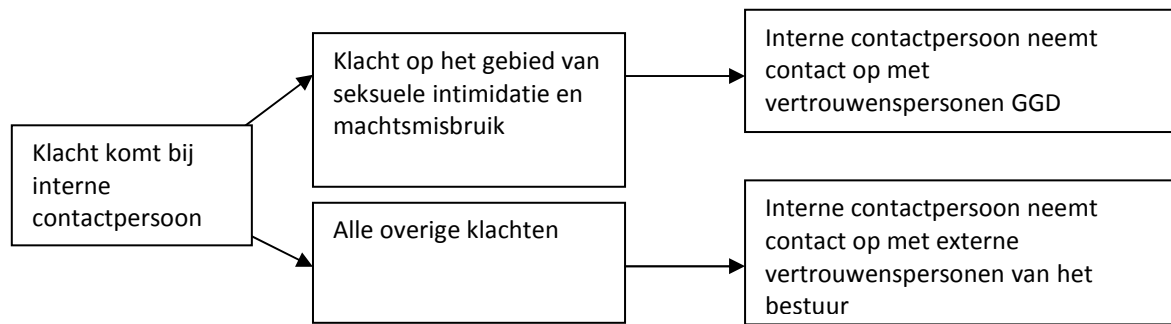 Klacht komt bij
interne
contactpersoon
Klacht op het gebied van
seksuele intimidatie en
machtsmisbruik
Interne contactpersoon neemt
contact op met
vertrouwenspersonen GGD
Alle overige klachten
Interne contactpersoon neemt
contact op met externe
vertrouwenspersonen van het
bestuur